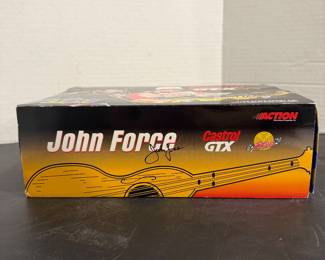 ACTION
John Force
Castrol
GTX